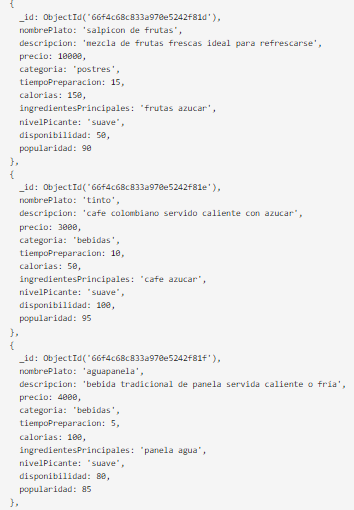 {
_id: ObjectId('66f4c68c833a970e5242f81d'),
nombrePlato: 'salpicon de frutas',
descripcion: 'mezcla de frutas frescas ideal para refrescarse',
precio: 10000,
categoria: 'postres',
tiempoPreparacion: 15,
calorias: 150,
ingredientesPrincipales: 'frutas azucar',
nivelPicante: 'suave',
disponibilidad: 50,
popularidad: 90
},
{
_id: ObjectId('66f4c68c833a970e5242f81e'),
nombrePlato: 'tinto',
descripcion: 'cafe colombiano servido caliente con azucar',
precio: 3000,
categoria: 'bebidas',
tiempoPreparacion: 10,
calorias: 50,
ingredientesPrincipales: 'cafe azucar',
nivelPicante: 'suave',
disponibilidad: 100,
popularidad: 95
},
{
_id: ObjectId('66f4c68c833a970e5242f81f'),
nombrePlato: 'aguapanela',
descripcion: 'bebida tradicional de panela servida caliente o fría',
precio: 4000,
categoria: 'bebidas',
tiempoPreparacion: 5,
calorias: 100,
ingredientesPrincipales: 'panela agua',
nivelPicante: 'suave',
disponibilidad: 80,
popularidad: 85
},